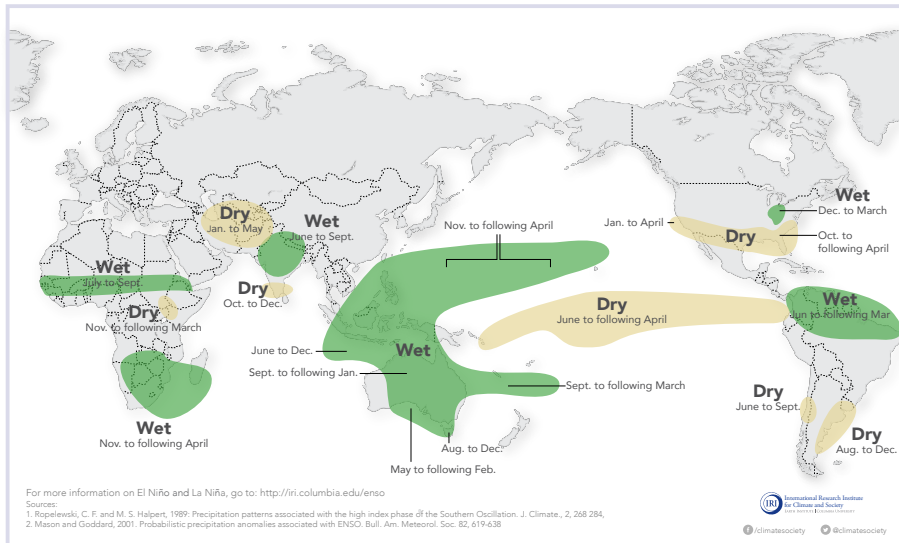 Wet
Dec. to March
Jan. to April
Oct. to
following April
Dry
Nov. to following April
Dry
Jan. to May
Wet
June to Sept.
Wet
July to Sept.
Dry
Oct. to Dec.
Dry
Nov. to following March
Dry
June to following April
Wet
Jun to following Mar
June to Dec.
Wet
Sept. to following Jan.
Sept. to following March
Dry
June to Sept.
Wet
Nov. to following April
Dry
Aug. to Dec.
Aug. to Dec.
May to following Feb.
For more information on El Niño and La Niña, go to: http://iri.columbia.edu/enso
Sources:
1. Ropelewski, C. F. and M. S. Halpert, 1989: Precipitation patterns associated with the high index phase of the Southern Oscillation. J. Climate., 2, 268 284,
2. Mason and Goddard, 2001. Probabilistic precipitation anomalies associated with ENSO. Bull. Am. Meteorol. Soc. 82, 619-638
IRI
International Research Institute
for Climate and Society
EARTH INSTITUTE | COLUMBIA UNIVERSITY
/climatesociety
@climatesociety